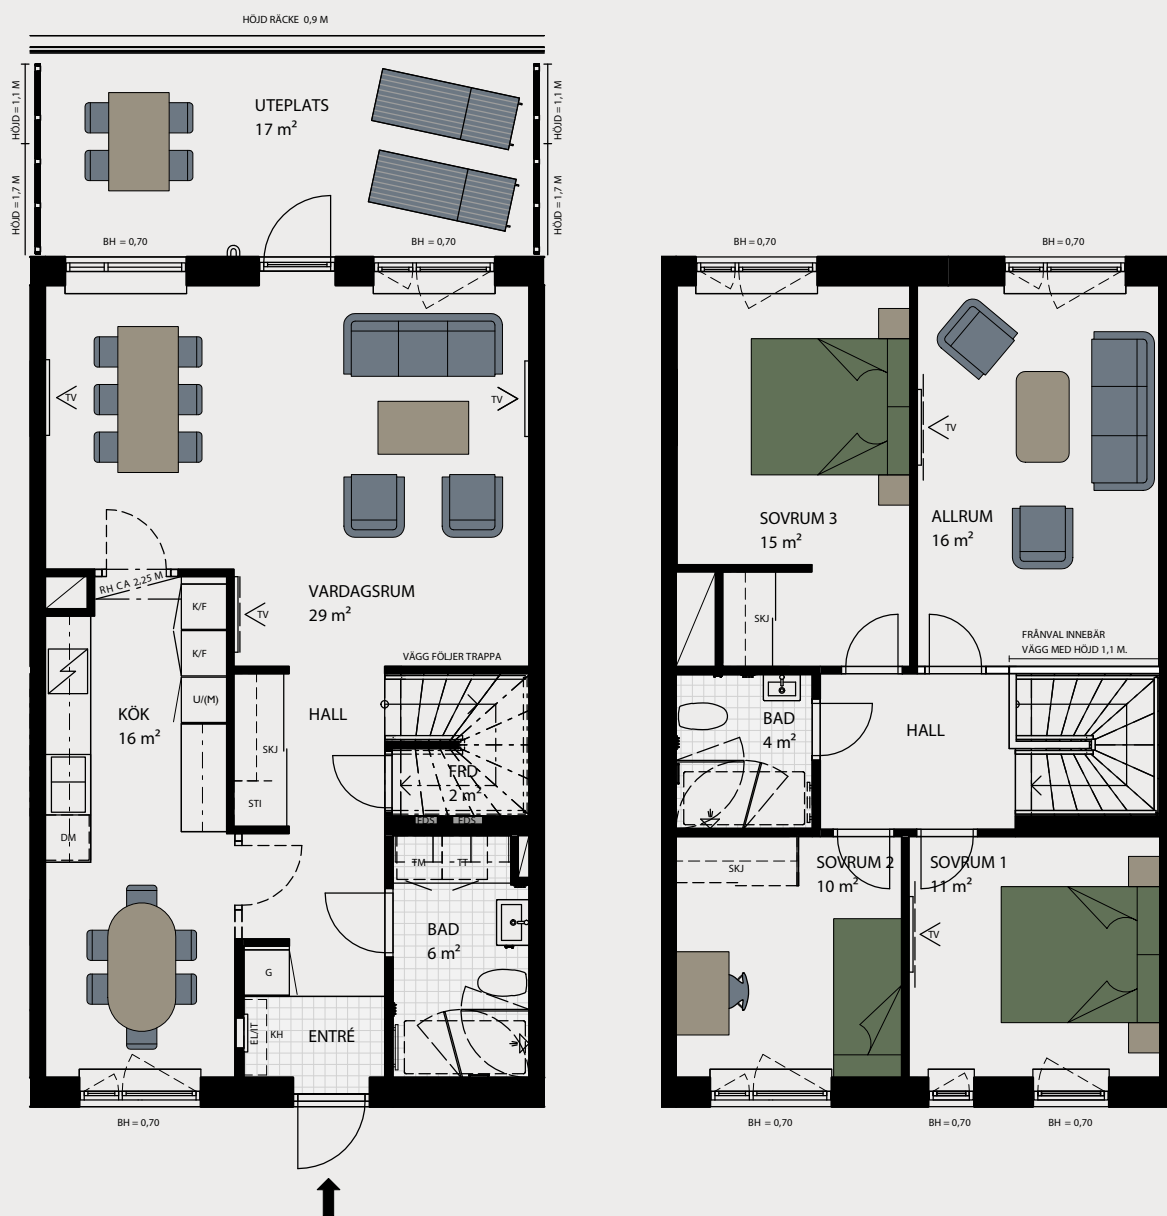 HÖJD RÄCKE 0,9 M
HÖJD = 1,1 M
HÖJD = 1,7 M
UTEPLATS
17 m²
HÖJD = 1,1 M
HÖJD = 1,7 M
BH = 0,70
BH = 0,70
TV
TV
RH CA 2,25 M
K/F
K/F
U/(M)
TV
VARDAGSRUM
29 m²
VÄGG FÖLJER TRAPPA
KÖK
16 m²
HALL
SKJ
STI
FRD
2 m²
FDS
FDS
DM
TM
TT
BAD
6 m²
G
EL/IT
KH
ENTRÉ
BH = 0,70
BH = 0,70
BH = 0,70
TV
SOVRUM 3
15 m²
ALLRUM
16 m²
SKJ
FRÅNVAL INNEBÄR
VÄGG MED HÖJD 1,1 M.
BAD
4 m²
HALL
SKJ
SOVRUM 2
10 m²
SOVRUM 1
11 m²
TV
BH = 0,70
BH = 0,70
BH = 0,70